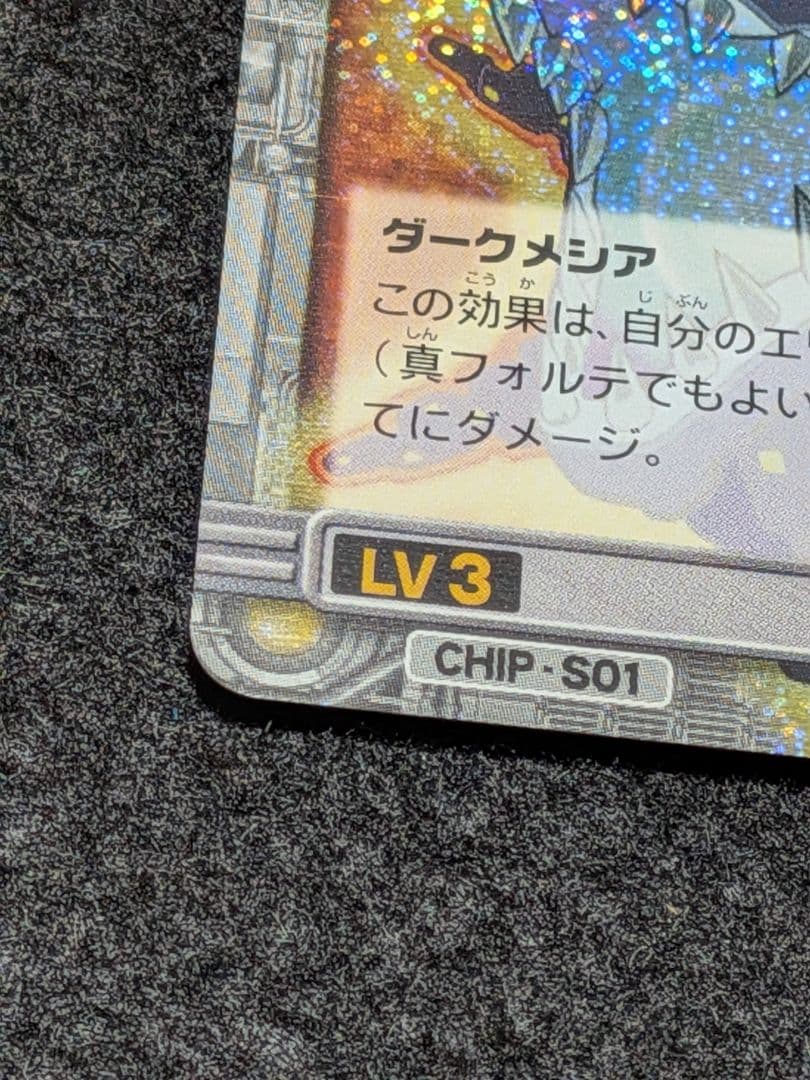 ダークメシア
この効果は、自分のエ
（真フォルテでもよい
てにダメージ。
LV3
CHIP・S01